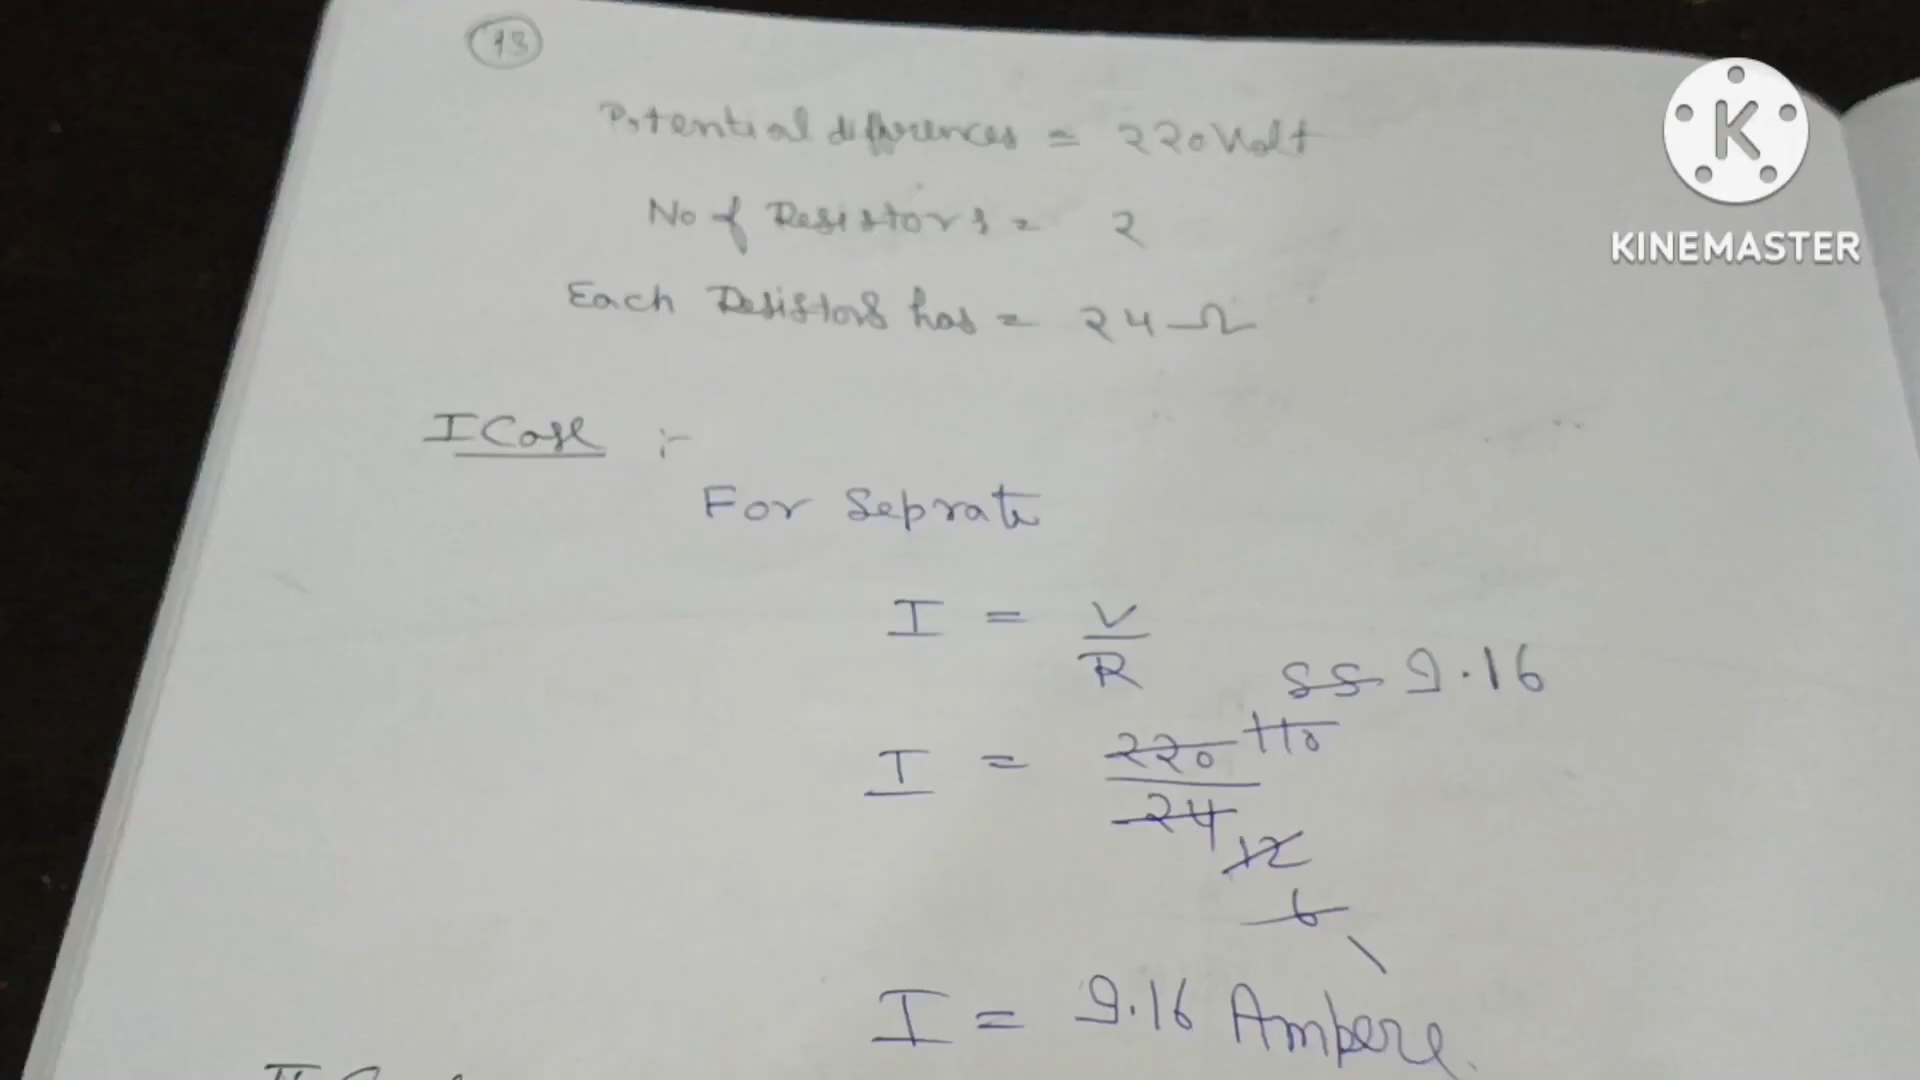 13
Potential differences = 220 Volt
No of Resistors = 2
Each Resistors has = 24 Ω
I Case :-
For Seprate
I = V/R
55 9.16
I = 220/24 110
12
6
I = 9.16 Ampere.
K
KINEMASTER